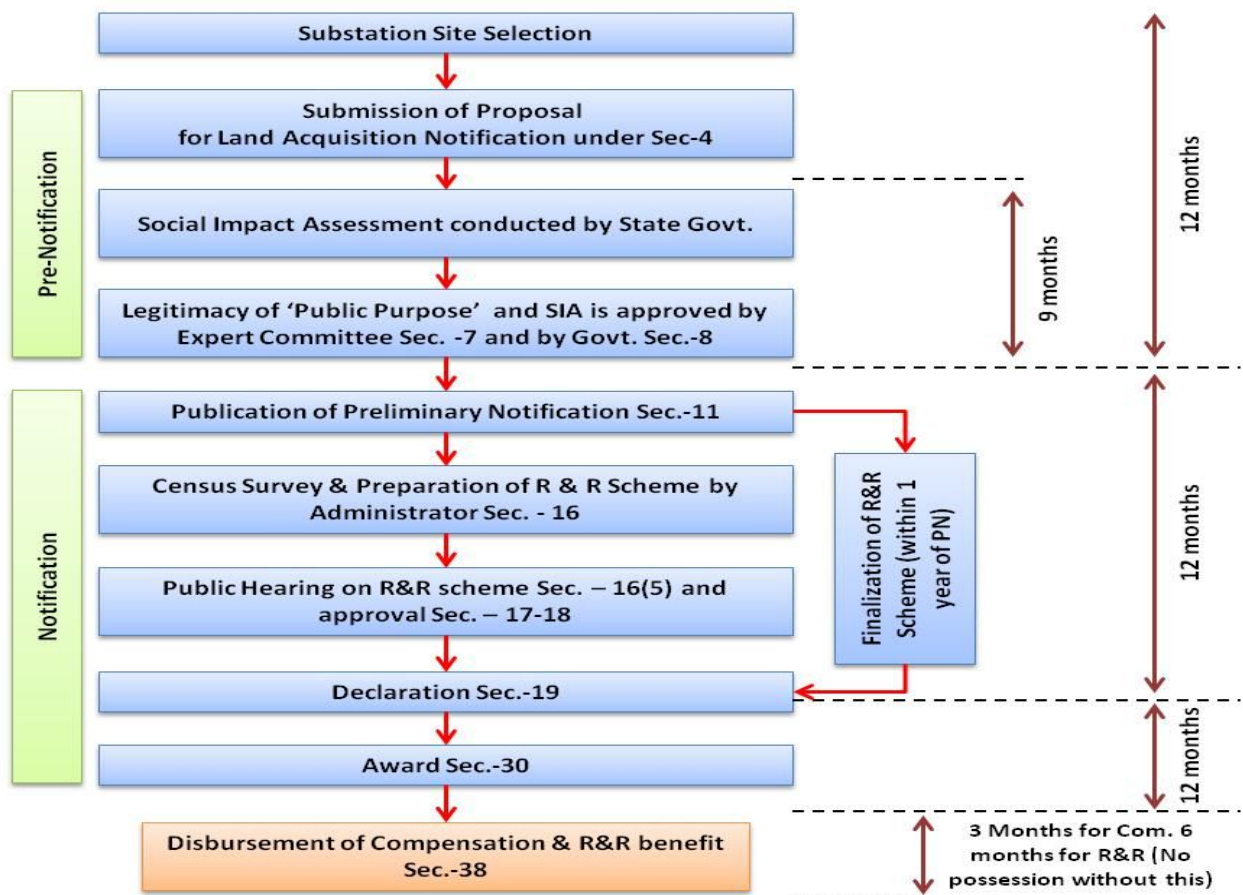 Substation Site Selection
Submission of Proposal
for Land Acquisition Notification under Sec-4
Social Impact Assessment conducted by State Govt.
Legitimacy of ‘Public Purpose’ and SIA is approved by
Expert Committee Sec. -7 and by Govt. Sec.-8
Pre-Notification
9 months
12 months
Publication of Preliminary Notification Sec.-11
Census Survey & Preparation of R & R Scheme by
Administrator Sec. - 16
Public Hearing on R&R scheme Sec. – 16(5) and
approval Sec. – 17-18
Declaration Sec.-19
Award Sec.-30
Notification
Finalization of R&R
Scheme (within 1
year of PN)
12 months
12 months
Disbursement of Compensation & R&R benefit
Sec.-38
3 Months for Com. 6
months for R&R (No
possession without this)